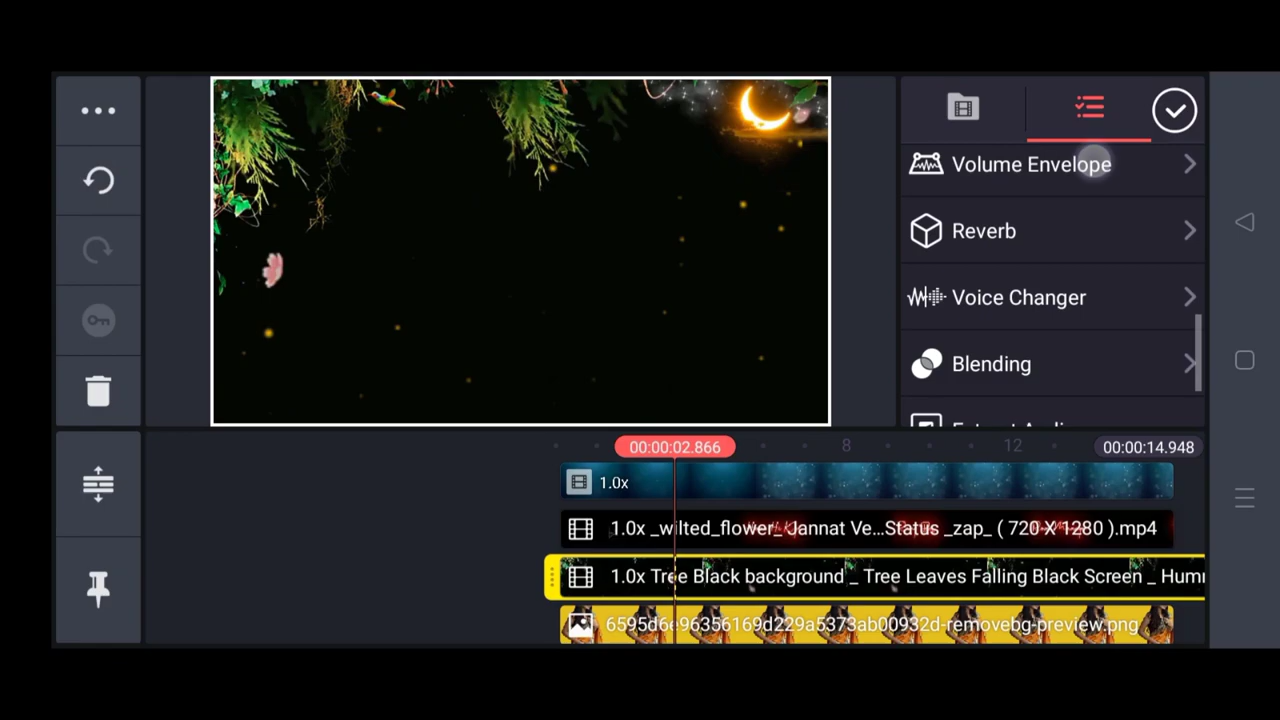 Volume Envelope
Reverb
Voice Changer
Blending
00:00:02.866
8
12
00:00:14.948
1.0x
1.0x _wilted_flower_ Jannat Ve...Status _zap_ ( 720 X 1280 ).mp4
1.0x Tree Black background _ Tree Leaves Falling Black Screen _ Hum
6595d6e96356169d229a5373ab00932d-removebg-preview.png